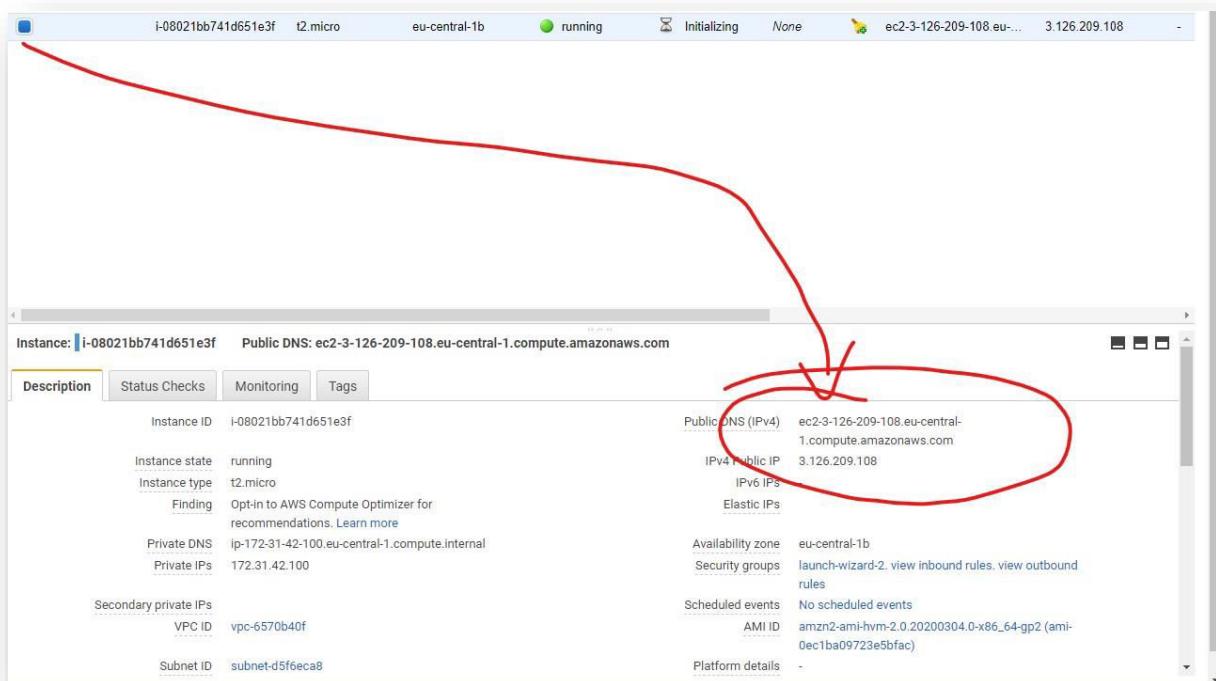 i-08021bb741d651e3f t2.micro eu-central-1b running Initializing None ec2-3-126-209-108.eu-... 3.126.209.108 -
Instance: i-08021bb741d651e3f Public DNS: ec2-3-126-209-108.eu-central-1.compute.amazonaws.com
Description Status Checks Monitoring Tags
Instance ID i-08021bb741d651e3f
Public DNS (IPv4) ec2-3-126-209-108.eu-central-
1.compute.amazonaws.com
Instance state running
IPv4 Public IP 3.126.209.108
Instance type t2.micro
IPv6 IPs -
Finding Opt-in to AWS Compute Optimizer for
recommendations. Learn more
Elastic IPs
Private DNS ip-172-31-42-100.eu-central-1.compute.internal
Availability zone eu-central-1b
Private IPs 172.31.42.100
Security groups launch-wizard-2. view inbound rules. view outbound
rules
Secondary private IPs
Scheduled events No scheduled events
VPC ID vpc-6570b40f
AMI ID amzn2-ami-hvm-2.0.20200304.0-x86_64-gp2 (ami-
0ec1ba09723e5bfac)
Subnet ID subnet-d5f6eca8
Platform details -